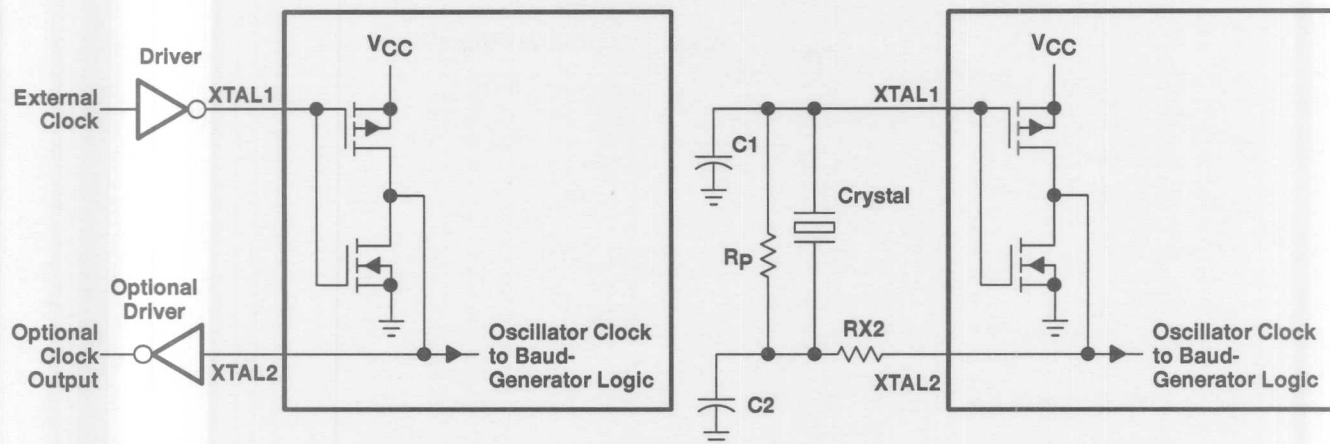 Driver
External
Clock
XTAL1
VCC
Optional
Driver
Optional
Clock
Output
XTAL2
Oscillator Clock
to Baud-
Generator Logic
C1
RP
Crystal
C2
RX2
XTAL1
XTAL2
VCC
Oscillator Clock
to Baud-
Generator Logic